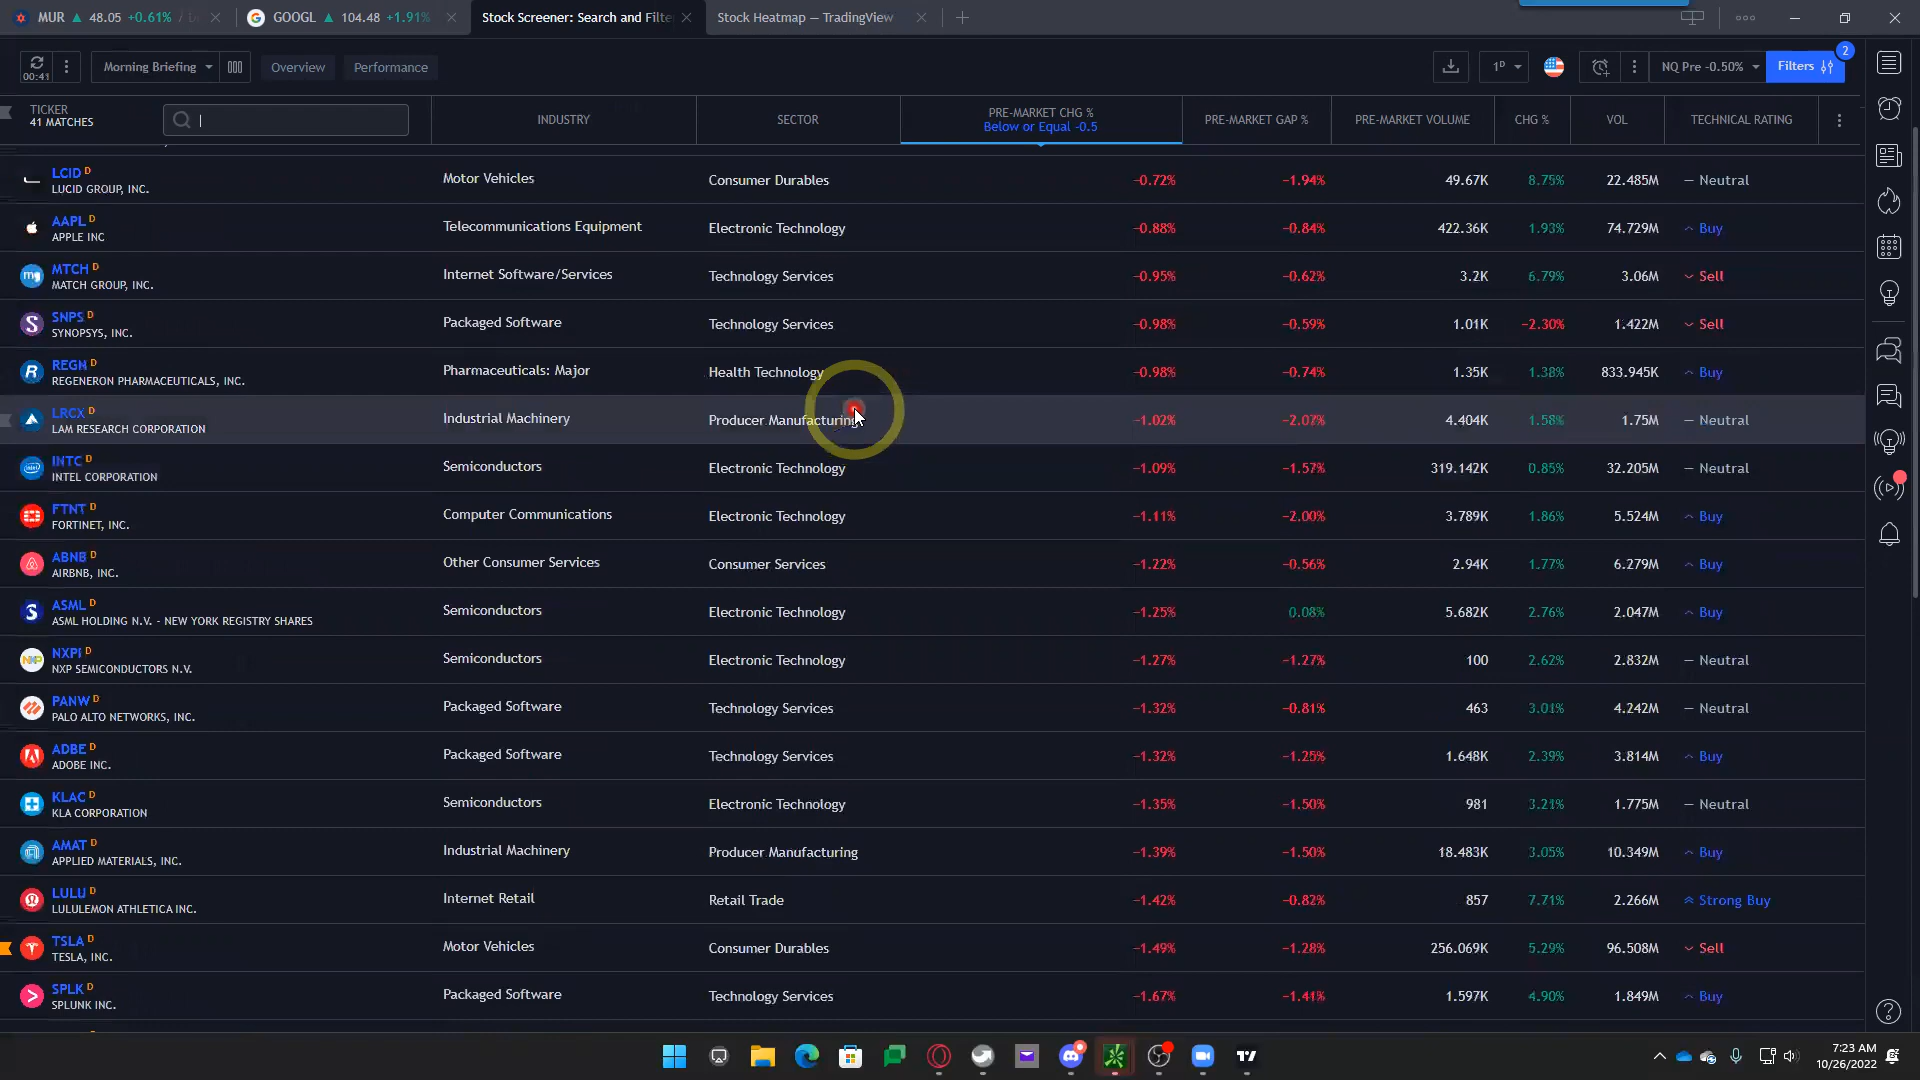 MUR ▲ 48.05 +0.61% / D
GOOGL ▲ 104.48 +1.91%
Stock Screener: Search and Filte
Stock Heatmap — TradingView
00:41
Morning Briefing
Overview
Performance
1D
NQ Pre -0.50%
Filters
2
TICKER
41 MATCHES
INDUSTRY
SECTOR
PRE-MARKET CHG %
Below or Equal -0.5
PRE-MARKET GAP %
PRE-MARKET VOLUME
CHG %
VOL
TECHNICAL RATING
LCID D
LUCID GROUP, INC.
Motor Vehicles
Consumer Durables
−0.72%
−1.94%
49.67K
8.75%
22.485M
— Neutral
AAPL D
APPLE INC
Telecommunications Equipment
Electronic Technology
−0.88%
−0.84%
422.36K
1.93%
74.729M
Buy
MTCH D
MATCH GROUP, INC.
Internet Software/Services
Technology Services
−0.95%
−0.62%
3.2K
6.79%
3.06M
Sell
SNPS D
SYNOPSYS, INC.
Packaged Software
Technology Services
−0.98%
−0.59%
1.01K
−2.30%
1.422M
Sell
REGN D
REGENERON PHARMACEUTICALS, INC.
Pharmaceuticals: Major
Health Technology
−0.98%
−0.74%
1.35K
1.38%
833.945K
Buy
LRCX D
LAM RESEARCH CORPORATION
Industrial Machinery
Producer Manufacturing
−1.02%
−2.07%
4.404K
1.58%
1.75M
— Neutral
INTC D
INTEL CORPORATION
Semiconductors
Electronic Technology
−1.09%
−1.57%
319.142K
0.85%
32.205M
— Neutral
FTNT D
FORTINET, INC.
Computer Communications
Electronic Technology
−1.11%
−2.00%
3.789K
1.86%
5.524M
Buy
ABNB D
AIRBNB, INC.
Other Consumer Services
Consumer Services
−1.22%
−0.56%
2.94K
1.77%
6.279M
Buy
ASML D
ASML HOLDING N.V. - NEW YORK REGISTRY SHARES
Semiconductors
Electronic Technology
−1.25%
0.08%
5.682K
2.76%
2.047M
Buy
NXPI D
NXP SEMICONDUCTORS N.V.
Semiconductors
Electronic Technology
−1.27%
−1.27%
100
2.62%
2.832M
— Neutral
PANW D
PALO ALTO NETWORKS, INC.
Packaged Software
Technology Services
−1.32%
−0.81%
463
3.01%
4.242M
— Neutral
ADBE D
ADOBE INC.
Packaged Software
Technology Services
−1.32%
−1.25%
1.648K
2.39%
3.814M
Buy
KLAC D
KLA CORPORATION
Semiconductors
Electronic Technology
−1.35%
−1.50%
981
3.21%
1.775M
— Neutral
AMAT D
APPLIED MATERIALS, INC.
Industrial Machinery
Producer Manufacturing
−1.39%
−1.50%
18.483K
3.05%
10.349M
Buy
LULU D
LULULEMON ATHLETICA INC.
Internet Retail
Retail Trade
−1.42%
−0.82%
857
7.71%
2.266M
Strong Buy
TSLA D
TESLA, INC.
Motor Vehicles
Consumer Durables
−1.49%
−1.28%
256.069K
5.29%
96.508M
Sell
SPLK D
SPLUNK INC.
Packaged Software
Technology Services
−1.67%
−1.41%
1.597K
4.90%
1.849M
Buy
7:23 AM
10/26/2022